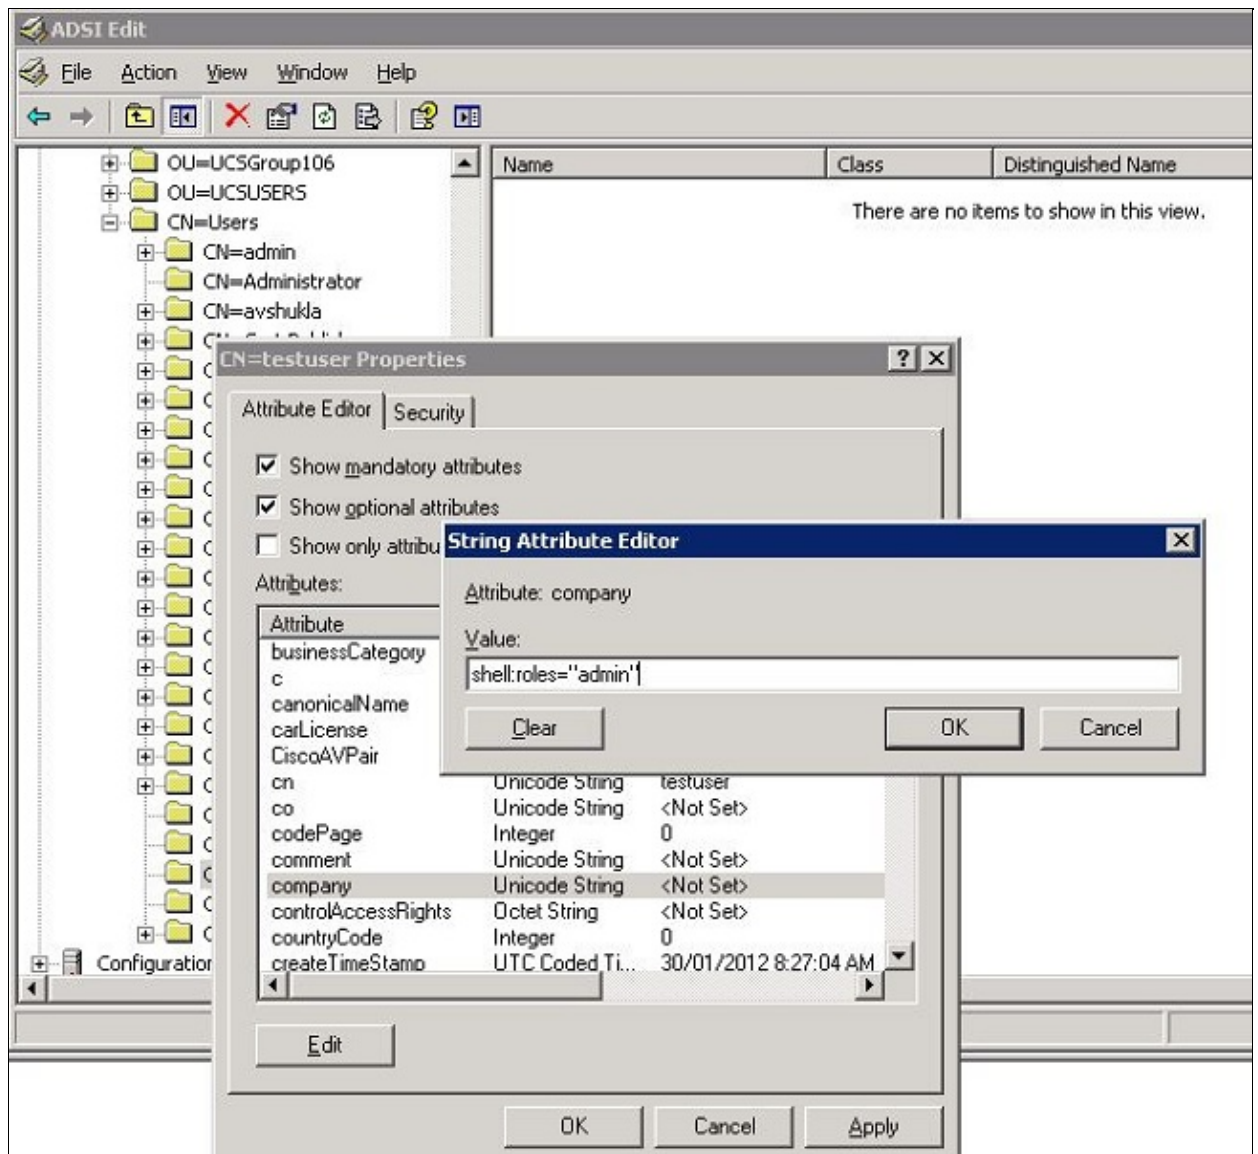 ADSI Edit
File Action View Window Help
OU=UCSGroup106
OU=UCSUSERS
CN=Users
CN=admin
CN=Administrator
CN=avshukla
Name Class Distinguished Name
There are no items to show in this view.
CN=testuser Properties
Attribute Editor Security
Show mandatory attributes
Show optional attributes
Show only
Attributes:
Attribute
businessCategory
c
canonicalName
carLicense
CiscoAVPair
cn Unicode String testuser
co Unicode String <Not Set>
codePage Integer 0
comment Unicode String <Not Set>
company Unicode String <Not Set>
controlAccessRights Octet String <Not Set>
countryCode Integer 0
createTimeStamp UTC Coded Ti... 30/01/2012 8:27:04 AM
Edit
OK Cancel Apply
String Attribute Editor
Attribute: company
Value:
shell:roles="admin"
Clear OK Cancel
Configuration